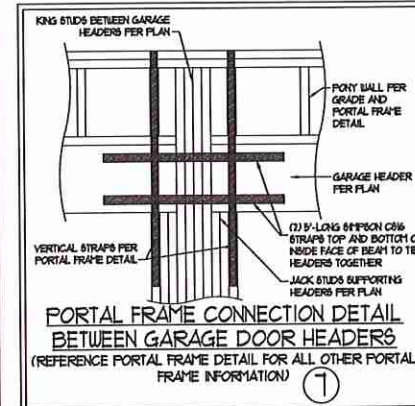 KING STUDS BETWEEN GARAGE
HEADERS PER PLAN
PONY WALL PER
GRADE AND
PORTAL FRAME
DETAIL
GARAGE HEADER
PER PLAN
(2) 5'-LONG SIMPSON CS16
STRAPS TOP AND BOTTOM O
INSIDE FACE OF BEAM TO TE
HEADERS TOGETHER
VERTICAL STRAPS PER
PORTAL FRAME DETAIL
JACK STUDS SUPPORTING
HEADERS PER PLAN
PORTAL FRAME CONNECTION DETAIL
BETWEEN GARAGE DOOR HEADERS
(REFERENCE PORTAL FRAME DETAIL FOR ALL OTHER PORTAL
FRAME INFORMATION)
7